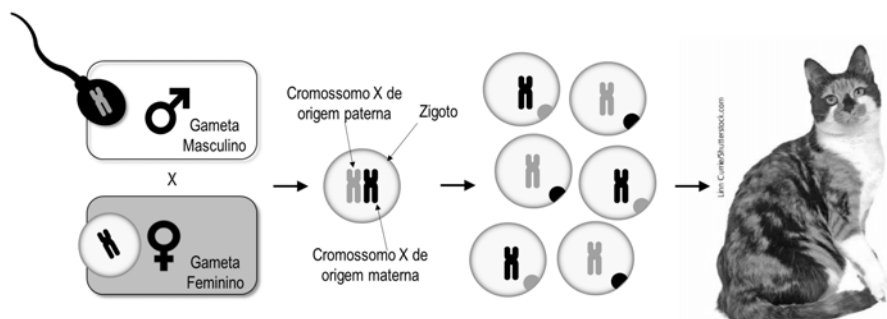 Gameta
Masculino
X
Gameta
Feminino
Cromossomo X de
origem paterna
Zigoto
Cromossomo X de
origem materna
Linn Currie/Shutterstock.com